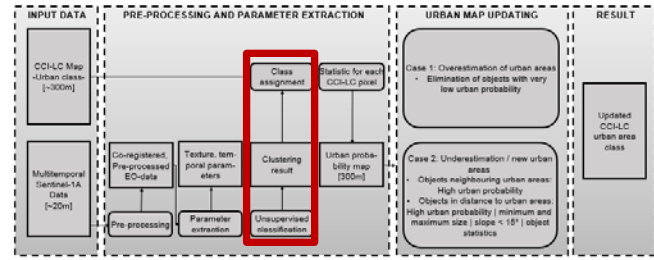 INPUT DATA
PRE-PROCESSING AND PARAMETER EXTRACTION
URBAN MAP UPDATING
RESULT
CCI-LC Map
-Urban class-
[~300m]
Multitemporal
Sentinel-1A
Data
[~20m]
Co-registered,
Pre-processed
EO-data
Pre-processing
Texture, tem-
poral param-
eters
Parameter
extraction
Class
assignment
Clustering
result
Unsupervised
classification
Statistic for each
CCI-LC pixel
Urban proba-
bility map
[300m]
Case 1: Overestimation of urban areas
• Elimination of objects with very
low urban probability
Case 2: Underestimation / new urban
areas
• Objects neighbouring urban areas:
High urban probability
• Objects in distance to urban areas:
High urban probability | minimum and
maximum size | slope < 15° | object
statistics
Updated
CCI-LC
urban area
class